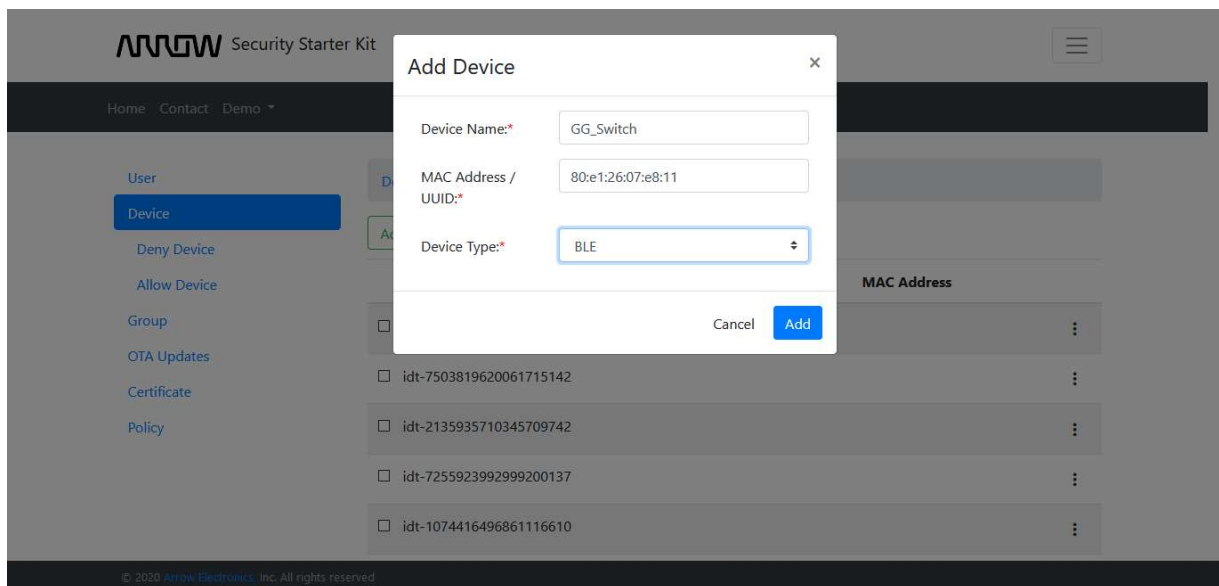 ARROW Security Starter Kit
Add Device
×
Home Contact Demo
Device Name:*
GG_Switch
MAC Address /
UUID:*
80:e1:26:07:e8:11
Device Type:*
BLE
Cancel
Add
User
Device
Deny Device
Allow Device
Group
OTA Updates
Certificate
Policy
MAC Address
idt-7503819620061715142
idt-2135935710345709742
idt-7255923992999200137
idt-1074416496861116610
© 2020 Arrow Electronics, Inc. All rights reserved